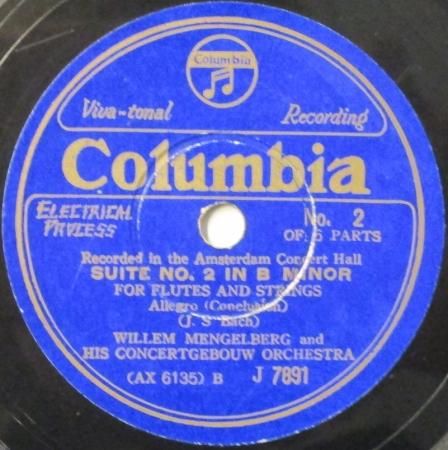 Columbia
Viva-tonal Recording
Columbia
ELECTRICAL PROCESS
No. 2
OF 6 PARTS
Recorded in the Amsterdam Concert Hall
SUITE NO. 2 IN B MINOR
FOR FLUTES AND STRINGS
Allegro (Conclusion)
(J. S Bach)
WILLEM MENGELBERG and
HIS CONCERTGEBOUW ORCHESTRA
(AX 6135) B J 7891